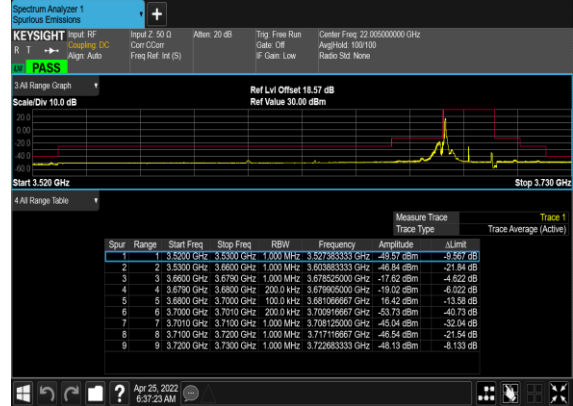 Spectrum Analyzer 1
Spurious Emissions
KEYSIGHT Input: RF Input Z: 50 Ω Atten: 20 dB Trig: Free Run Center Freq: 22.005000000 GHz
R T Coupling: DC Corr CCorr Gate: Off Avg|Hold: 100/100
Align: Auto Freq Ref: Int (S) IF Gain: Low Radio Std: None
PASS
3 All Range Graph
Ref Lvl Offset 18.57 dB
Scale/Div 10.0 dB Ref Value 30.00 dBm
20.0
0.00
-20.0
-40.0
-60.0
Start 3.520 GHz Stop 3.730 GHz
4 All Range Table
Measure Trace Trace 1
Trace Type Trace Average (Active)
Spur Range Start Freq Stop Freq RBW Frequency Amplitude ΔLimit
1 1 3.5200 GHz 3.5300 GHz 1.000 MHz 3.527383333 GHz -49.57 dBm -9.567 dB
2 2 3.5300 GHz 3.6600 GHz 1.000 MHz 3.603883333 GHz -46.84 dBm -21.84 dB
3 3 3.6600 GHz 3.6790 GHz 1.000 MHz 3.678525000 GHz -17.62 dBm -4.622 dB
4 4 3.6790 GHz 3.6800 GHz 200.0 kHz 3.679905000 GHz -19.02 dBm -6.022 dB
5 5 3.6800 GHz 3.7000 GHz 100.0 kHz 3.681066667 GHz 16.42 dBm -13.58 dB
6 6 3.7000 GHz 3.7010 GHz 200.0 kHz 3.700916667 GHz -53.73 dBm -40.73 dB
7 7 3.7010 GHz 3.7100 GHz 1.000 MHz 3.708125000 GHz -45.04 dBm -32.04 dB
8 8 3.7100 GHz 3.7200 GHz 1.000 MHz 3.717116667 GHz -46.54 dBm -21.54 dB
9 9 3.7200 GHz 3.7300 GHz 1.000 MHz 3.722683333 GHz -48.13 dBm -8.133 dB
Apr 25, 2022
6:37:23 AM